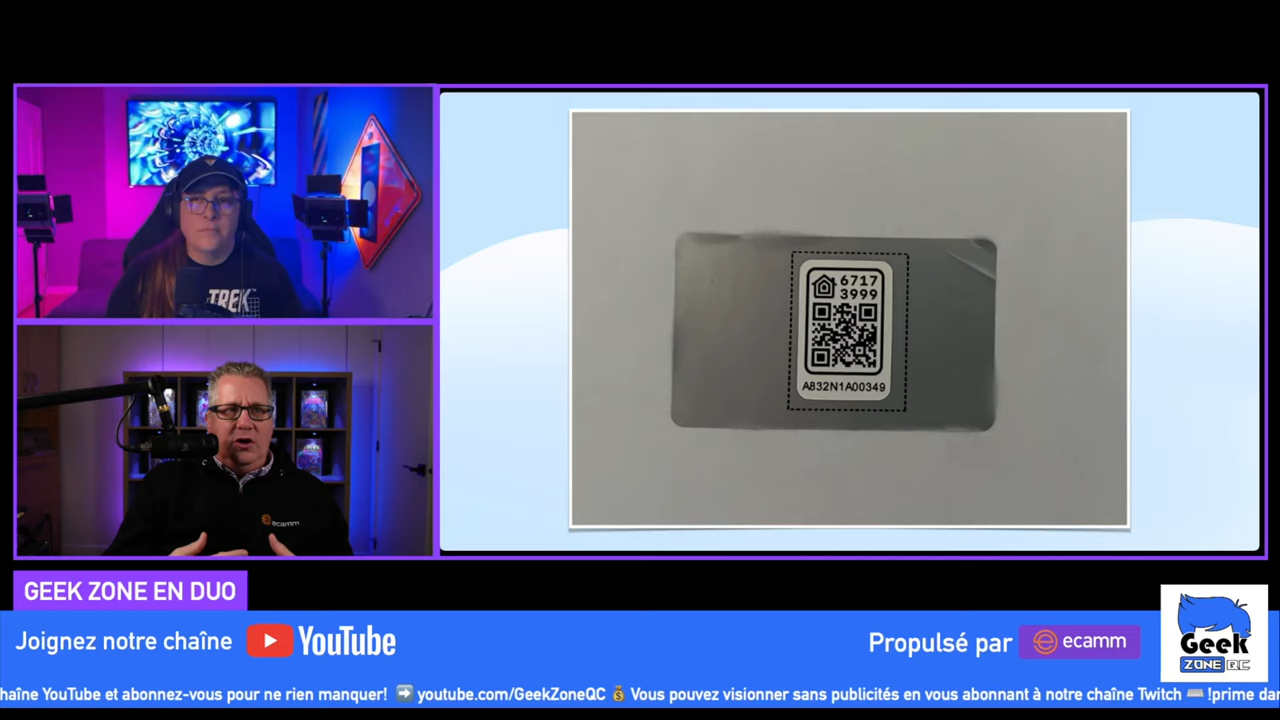 TREK
ecamm
6717
3999
A832N1A00349
GEEK ZONE EN DUO
Joignez notre chaîne YouTube
Propulsé par ecamm
Geek
ZONE QC
haîne YouTube et abonnez-vous pour ne rien manquer! ➡️ youtube.com/GeekZoneQC 💰 Vous pouvez visionner sans publicités en vous abonnant à notre chaîne Twitch ⌨️ !prime dan